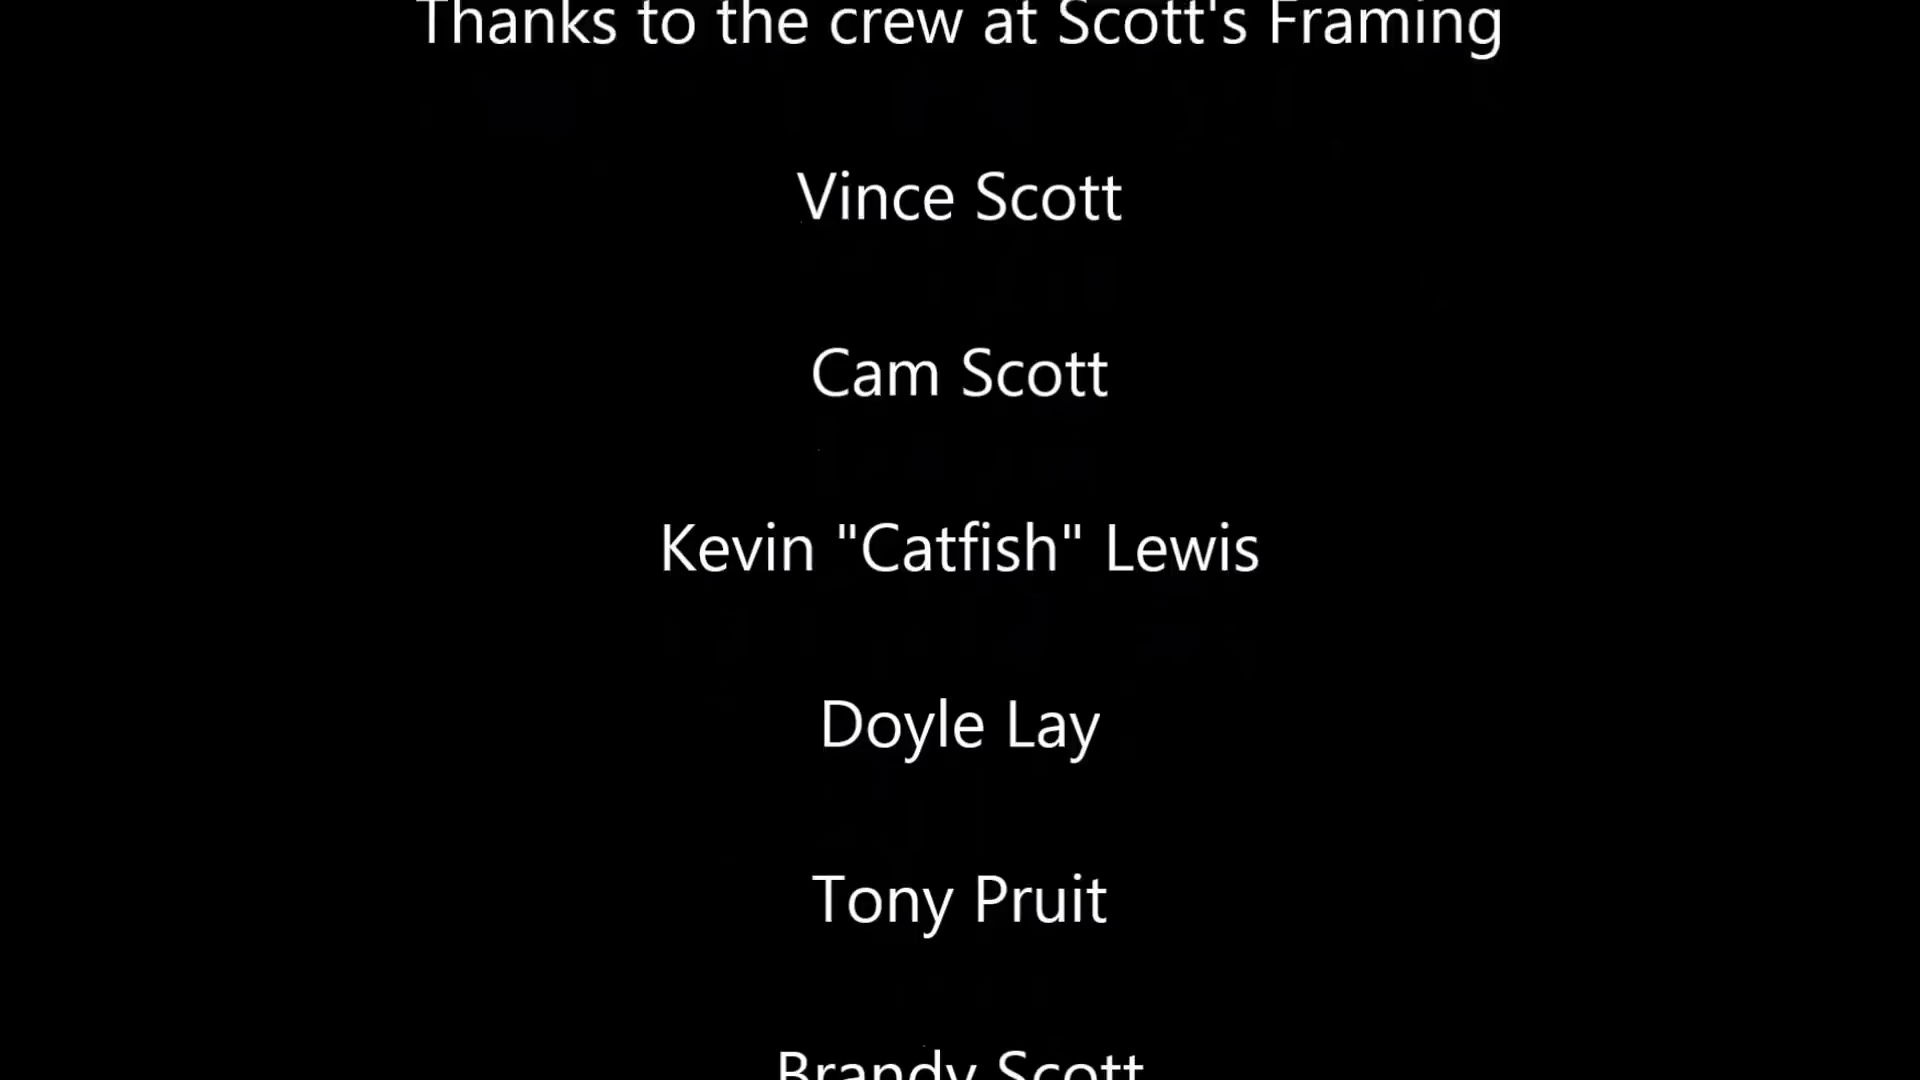 Thanks to the crew at Scott's Framing
Vince Scott
Cam Scott
Kevin "Catfish" Lewis
Doyle Lay
Tony Pruit
Brandy Scott